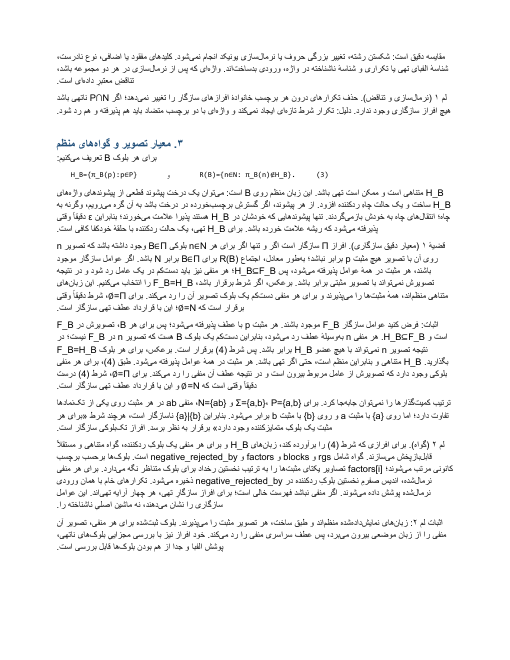 مقایسه دقیق است: شکستن رشته، تغییر بزرگی حروف یا نرمال‌سازی یونیکد انجام نمی‌شود. کلیدهای مفقود یا اضافی، نوع نادرست،
شناسهٔ الفبای تهی یا تکراری و شناسهٔ ناشناخته در واژه، ورودی بدساخت‌اند. واژه‌ای که پس از نرمال‌سازی در هر دو مجموعه باشد،
تناقض معتبر داده‌ای است.
لم ۱ (نرمال‌سازی و تناقض). حذف تکرارهای درون هر برچسب خانوادهٔ افرازهای سازگار را تغییر نمی‌دهد؛ اگر P∩N ناتهی باشد
هیچ افراز سازگاری وجود ندارد. دلیل: تکرار شرط تازه‌ای ایجاد نمی‌کند و واژه‌ای با دو برچسب متضاد باید هم پذیرفته و هم رد شود.
۳. معیار تصویر و گواه‌های منظم
برای هر بلوک B تعریف می‌کنیم:
H_B={π_B(p):p∈P} و R(B)={n∈N: π_B(n)∉H_B}. (3)
H_B متناهی است و ممکن است تهی باشد. این زبان منظم روی B است: می‌توان یک درخت پیشوند قطعی از پیشوندهای واژه‌های
H_B ساخت و یک حالت چاه ردکننده افزود. از هر پیشوند، اگر گسترش برچسب‌خورده در درخت باشد به آن گره می‌رویم، وگرنه به
چاه؛ انتقال‌های چاه به خودش بازمی‌گردند. تنها پیشوندهایی که خودشان در H_B هستند پذیرا علامت می‌خورند؛ بنابراین ε دقیقاً وقتی
پذیرفته می‌شود که ریشه علامت خورده باشد. برای H_B تهی، یک حالت ردکننده با حلقهٔ خودکفا کافی است.
قضیهٔ ۱ (معیار دقیق سازگاری). افراز Π سازگار است اگر و تنها اگر برای هر n∈N بلوکی B∈Π وجود داشته باشد که تصویر n
روی آن با تصویر هیچ مثبت p برابر نباشد؛ به‌طور معادل، اجتماع R(B) برای B∈Π برابر N باشد. اگر عوامل سازگار موجود
باشند، هر مثبت در همهٔ عوامل پذیرفته می‌شود، پس H_B⊆F_B؛ هر منفی نیز باید دست‌کم در یک عامل رد شود و در نتیجه
تصویرش نمی‌تواند با تصویر مثبتی برابر باشد. برعکس، اگر شرط برقرار باشد، F_B=H_B را انتخاب می‌کنیم. این زبان‌های
متناهی منظم‌اند، همهٔ مثبت‌ها را می‌پذیرند و برای هر منفی دست‌کم یک بلوک تصویر آن را رد می‌کند. برای Π=∅، شرط دقیقاً وقتی
برقرار است که N=∅؛ این با قرارداد عطف تهی سازگار است.
اثبات: فرض کنید عوامل سازگار F_B موجود باشند. هر مثبت p با عطف پذیرفته می‌شود؛ پس برای هر B، تصویرش در F_B
است و H_B⊆F_B. هر منفی n به‌وسیلهٔ عطف رد می‌شود، بنابراین دست‌کم یک بلوک B هست که تصویر n در F_B نیست؛ در
نتیجه تصویر n نمی‌تواند با هیچ عضو H_B برابر باشد. پس شرط (4) برقرار است. برعکس، برای هر بلوک F_B=H_B
بگذارید. H_B متناهی و بنابراین منظم است، حتی اگر تهی باشد. هر مثبت در همهٔ عوامل پذیرفته می‌شود. طبق (4)، برای هر منفی
بلوکی وجود دارد که تصویرش از عامل مربوط بیرون است و در نتیجه عطف آن منفی را رد می‌کند. برای Π=∅، شرط (4) درست
دقیقاً وقتی است که N=∅ و این با قرارداد عطف تهی سازگار است.
ترتیب کمیت‌گذارها را نمی‌توان جابه‌جا کرد. برای Σ={a,b}، P={a,b} و N={ab}، منفی ab در هر مثبت روی یکی از تک‌نمادها
تفاوت دارد؛ اما روی {a} با مثبت a و روی {b} با مثبت b برابر می‌شود. بنابراین {a}|{b} ناسازگار است، هرچند شرط «برای هر
مثبت یک بلوک متمایزکننده وجود دارد» برقرار به نظر برسد. افراز تک‌بلوکی سازگار است.
لم ۲ (گواه). برای افرازی که شرط (4) را برآورده کند، زبان‌های H_B و برای هر منفی یک بلوک ردکننده، گواه متناهی و مستقلاً
قابل‌بازپخش می‌سازند. گواه شامل rgs و blocks و factors و negative_rejected_by است. بلوک‌ها برحسب برچسب
کانونی مرتب می‌شوند؛ factors[i] تصاویر یکتای مثبت‌ها را به ترتیب نخستین رخداد برای بلوک متناظر نگه می‌دارد. برای هر منفی
نرمال‌شده، اندیس صفرم نخستین بلوک ردکننده در negative_rejected_by ذخیره می‌شود. تکرارهای خام با همان ورودی
نرمال‌شده پوشش داده می‌شوند. اگر منفی نباشد فهرست خالی است؛ برای افراز سازگار تهی، هر چهار آرایه تهی‌اند. این عوامل
سازگاری را نشان می‌دهند، نه ماشین اصلی ناشناخته را.
اثبات لم ۲: زبان‌های نمایش‌داده‌شده منظم‌اند و طبق ساخت، هر تصویر مثبت را می‌پذیرند. بلوک ثبت‌شده برای هر منفی، تصویر آن
منفی را از زبان موضعی بیرون می‌برد، پس عطف سراسری منفی را رد می‌کند. خود افراز نیز با بررسی مجزایی بلوک‌های ناتهی،
پوشش الفبا و جدا از هم بودن بلوک‌ها قابل بررسی است.